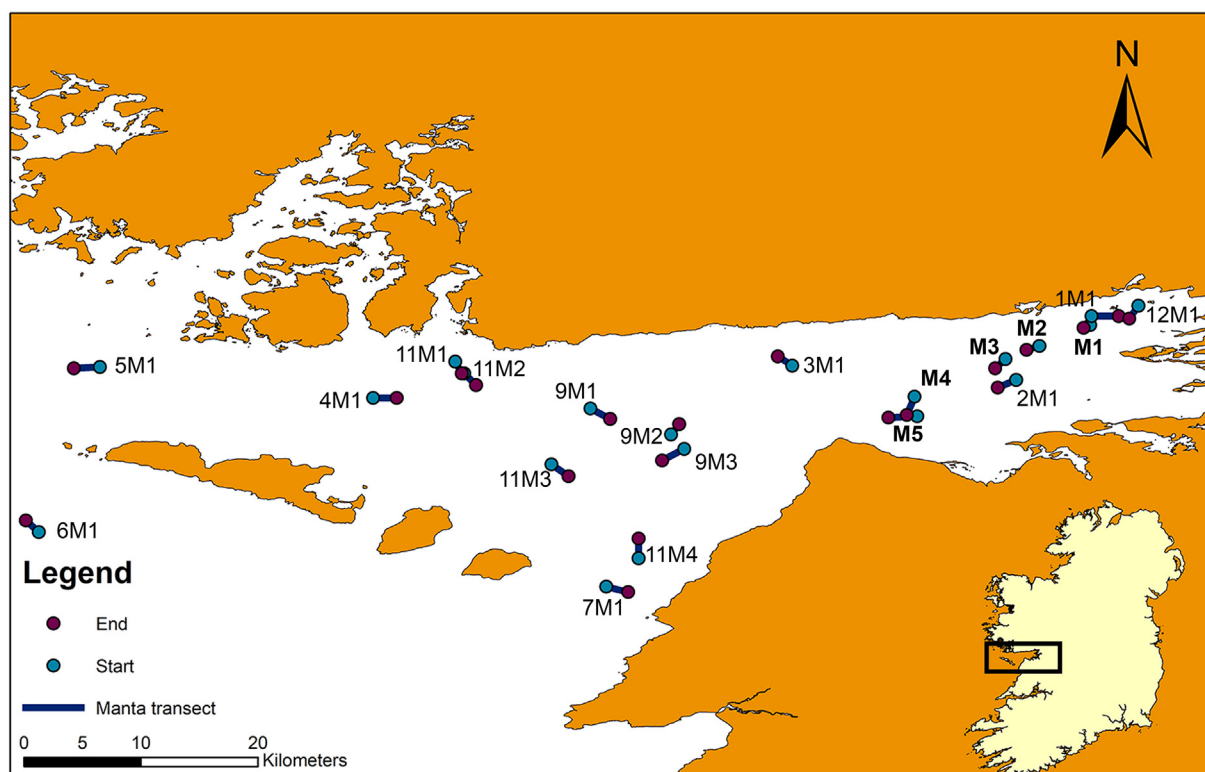 N
1M1
12M1
M2
M1
M3
11M1
11M2
3M1
5M1
2M1
4M1
M4
9M1
9M2
M5
9M3
11M3
6M1
11M4
Legend
7M1
End
Start
Manta transect
0 5 10 20
Kilometers